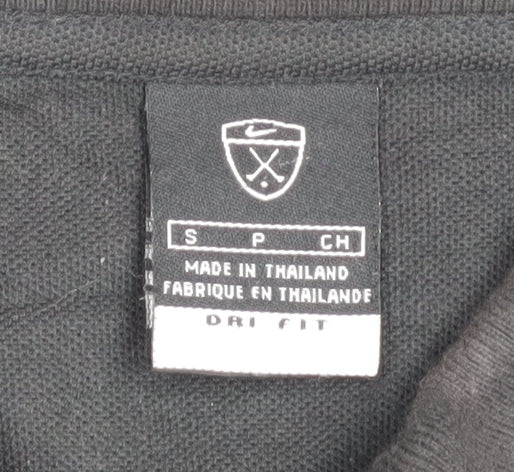 S P CH
MADE IN THAILAND
FABRIQUE EN THAILANDE
DRI FIT